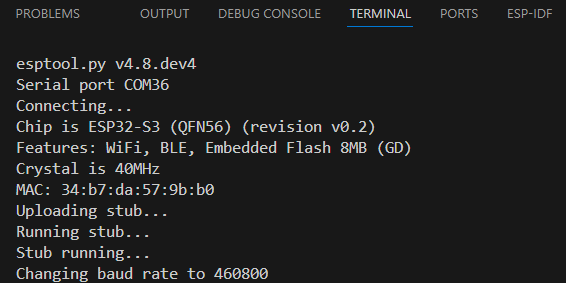 PROBLEMS OUTPUT DEBUG CONSOLE TERMINAL PORTS ESP-IDF
esptool.py v4.8.dev4
Serial port COM36
Connecting...
Chip is ESP32-S3 (QFN56) (revision v0.2)
Features: WiFi, BLE, Embedded Flash 8MB (GD)
Crystal is 40MHz
MAC: 34:b7:da:57:9b:b0
Uploading stub...
Running stub...
Stub running...
Changing baud rate to 460800